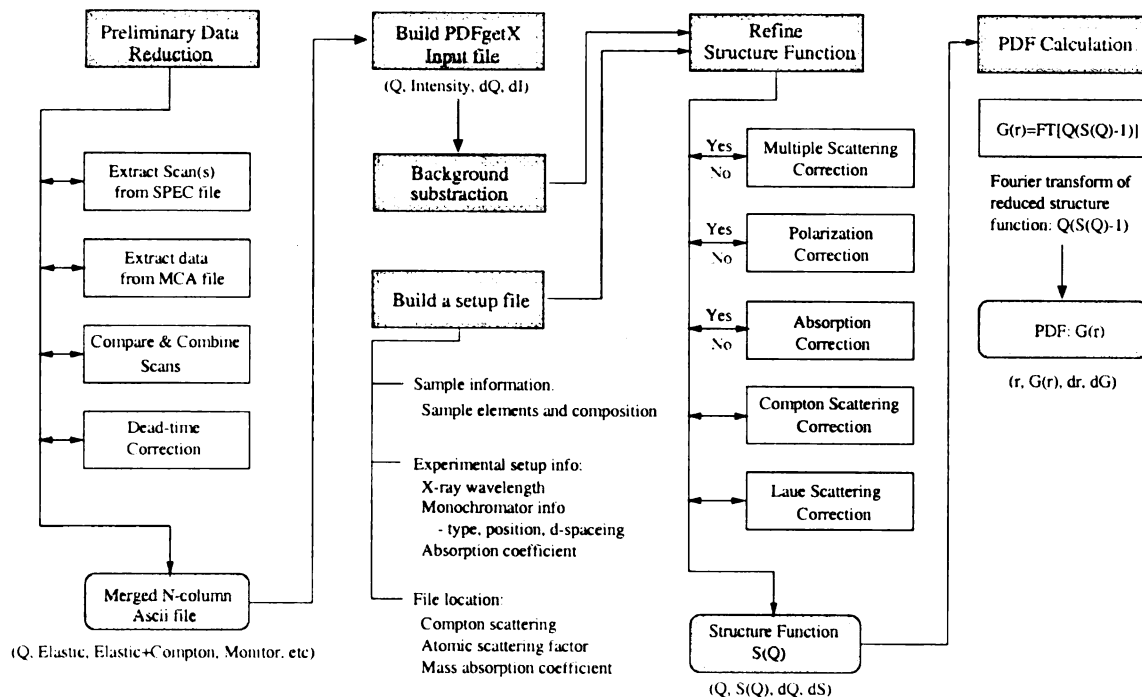 Preliminary Data
Reduction
Extract Scan(s)
from SPEC file
Extract data
from MCA file
Compare & Combine
Scans
Dead-time
Correction
Merged N-column
Ascii file
(Q, Elastic, Elastic+Compton, Monitor, etc)
Build PDFgetX
Input file
(Q, Intensity, dQ, dI)
Background
substraction
Build a setup file
Sample information.
Sample elements and composition
Experimental setup info:
X-ray wavelength
Monochromator info
- type, position, d-spaceing
Absorption coefficient
File location:
Compton scattering
Atomic scattering factor
Mass absorption coefficient
Refine
Structure Function
Yes
No
Multiple Scattering
Correction
Yes
No
Polarization
Correction
Yes
No
Absorption
Correction
Compton Scattering
Correction
Laue Scattering
Correction
Structure Function
S(Q)
(Q, S(Q), dQ, dS)
PDF Calculation
G(r)=FT[Q(S(Q)-1)]
Fourier transform of
reduced structure
function: Q(S(Q)-1)
PDF: G(r)
(r, G(r), dr, dG)